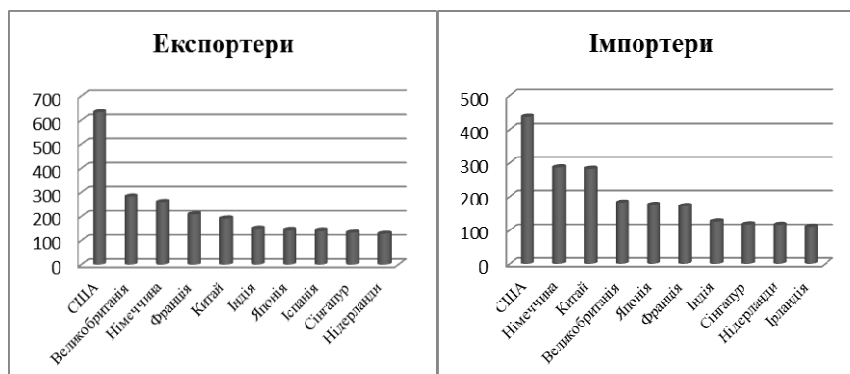 Експортери
700
600
500
400
300
200
100
0
США
Великобританія
Німеччина
Франція
Китай
Індія
Японія
Іспанія
Сінгапур
Нідерланди
Імпортери
500
400
300
200
100
0
США
Німеччина
Китай
Великобританія
Японія
Франція
Індія
Сінгапур
Нідерланди
Ірландія